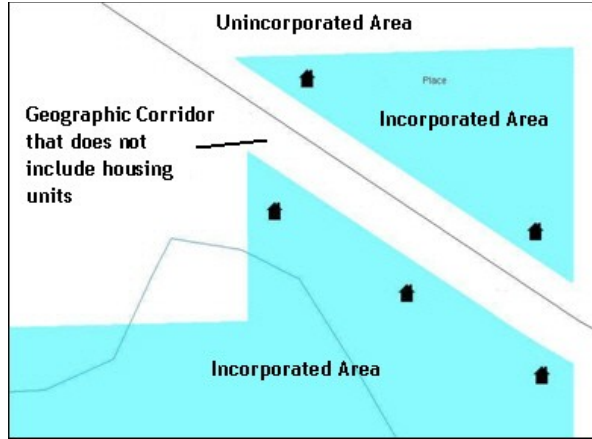 Unincorporated Area
Place
Incorporated Area
Geographic Corridor
that does not
include housing
units
Incorporated Area